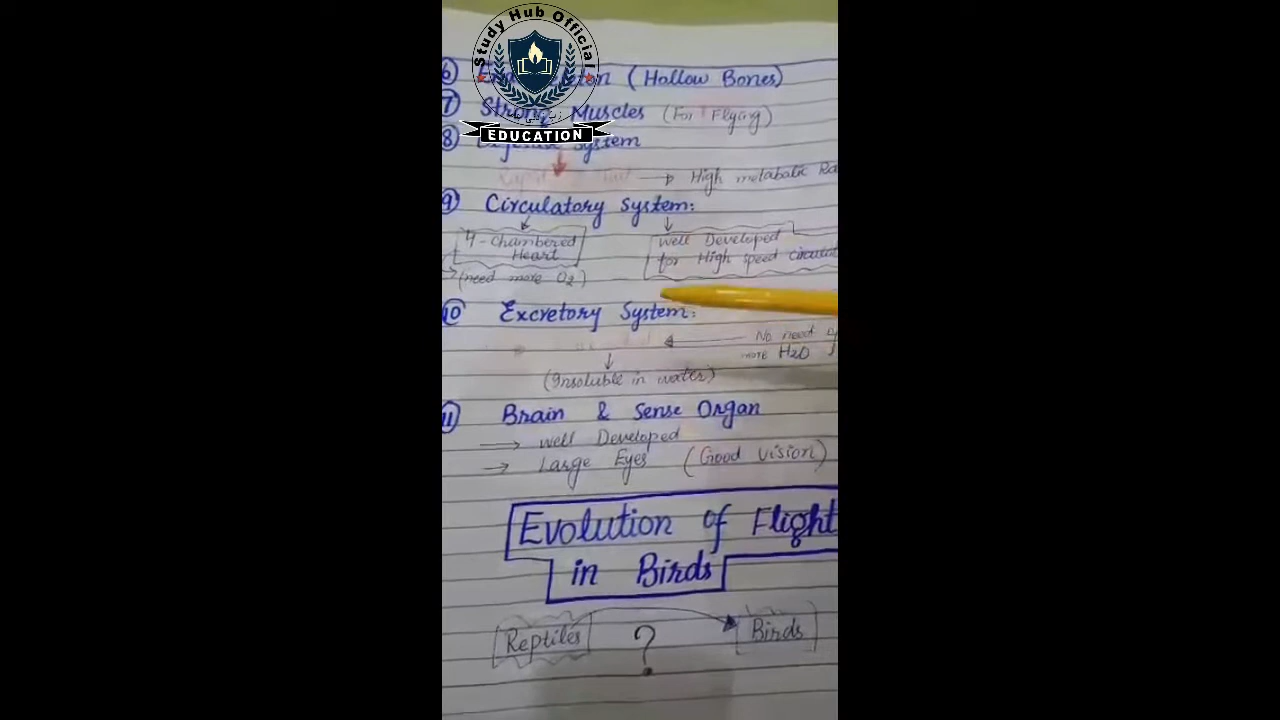 Study Hub Official
EDUCATION
6 (Hollow Bones)
7 Strong Muscles (For Flying)
8 System
→ High metabolic Ra
9 Circulatory System:
4-Chambered
Heart
(need more O2)
Well Developed
for High speed circulat
10 Excretory System:
No need of
more H2O
(Insoluble in water)
11 Brain & Sense Organ
→ Well Developed
→ Large Eyes (Good vision)
Evolution of Flight
in Birds
Reptiles ? Birds